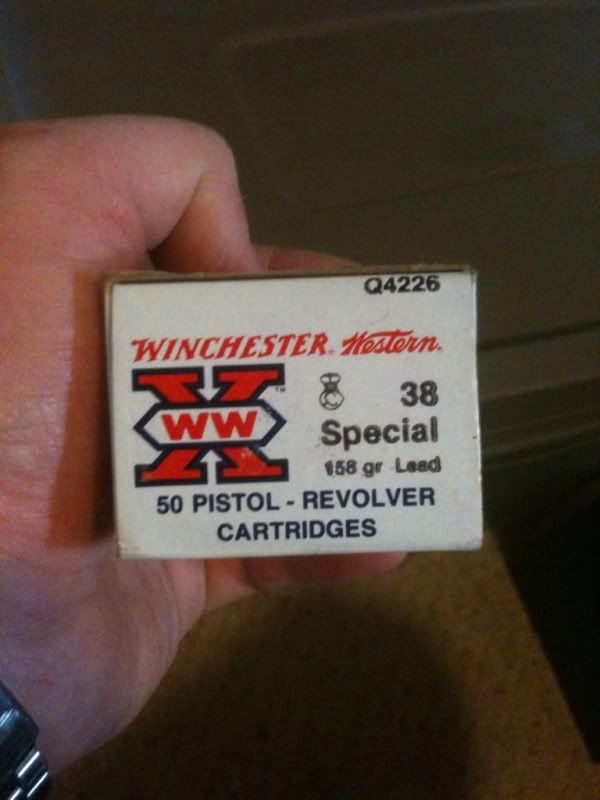 Q4226
WINCHESTER Western.
WW
38
Special
158 gr Lead
50 PISTOL - REVOLVER
CARTRIDGES